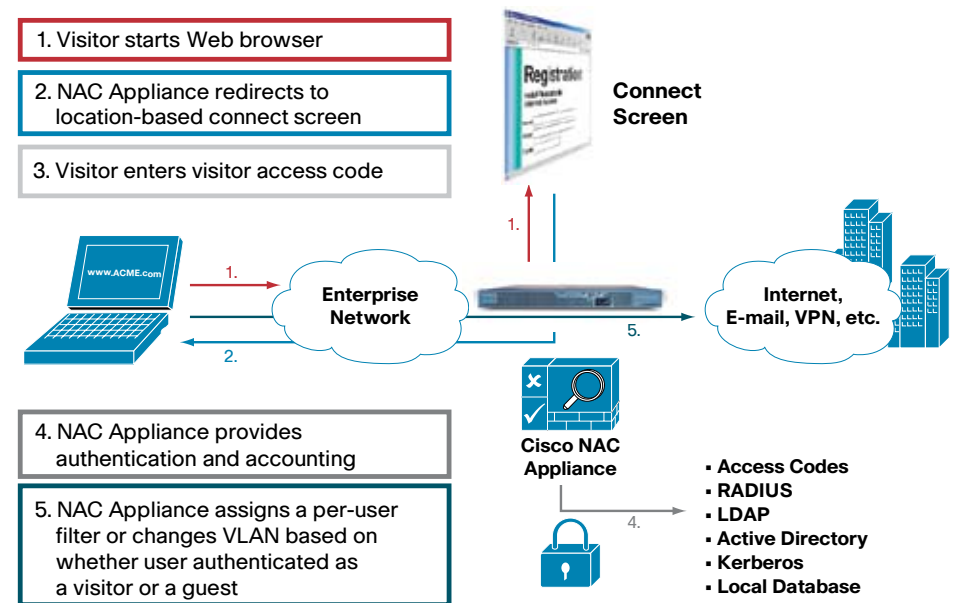 1. Visitor starts Web browser
2. NAC Appliance redirects to
location-based connect screen
3. Visitor enters visitor access code
Registration
Connect
Screen
1.
www.ACME.com
1.
Enterprise
Network
Internet,
E-mail, VPN, etc.
5.
2.
Cisco NAC
Appliance
4. NAC Appliance provides
authentication and accounting
5. NAC Appliance assigns a per-user
filter or changes VLAN based on
whether user authenticated as
a visitor or a guest
4.
▪ Access Codes
▪ RADIUS
▪ LDAP
▪ Active Directory
▪ Kerberos
▪ Local Database